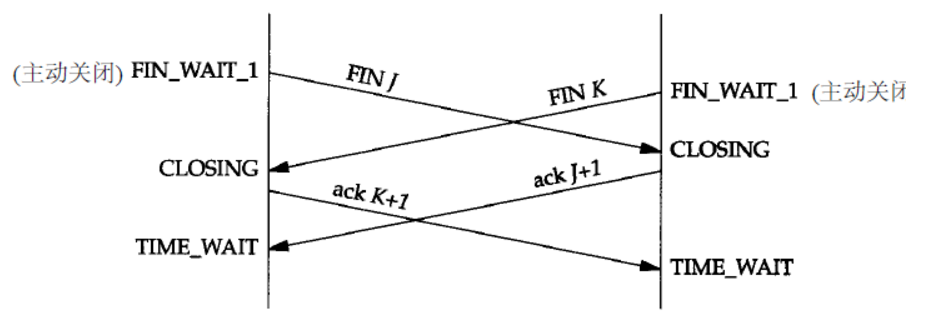 (主动关闭) FIN_WAIT_1
FIN J
FIN K
FIN_WAIT_1 (主动关
CLOSING
CLOSING
ack J+1
ack K+1
TIME_WAIT
TIME_WAIT